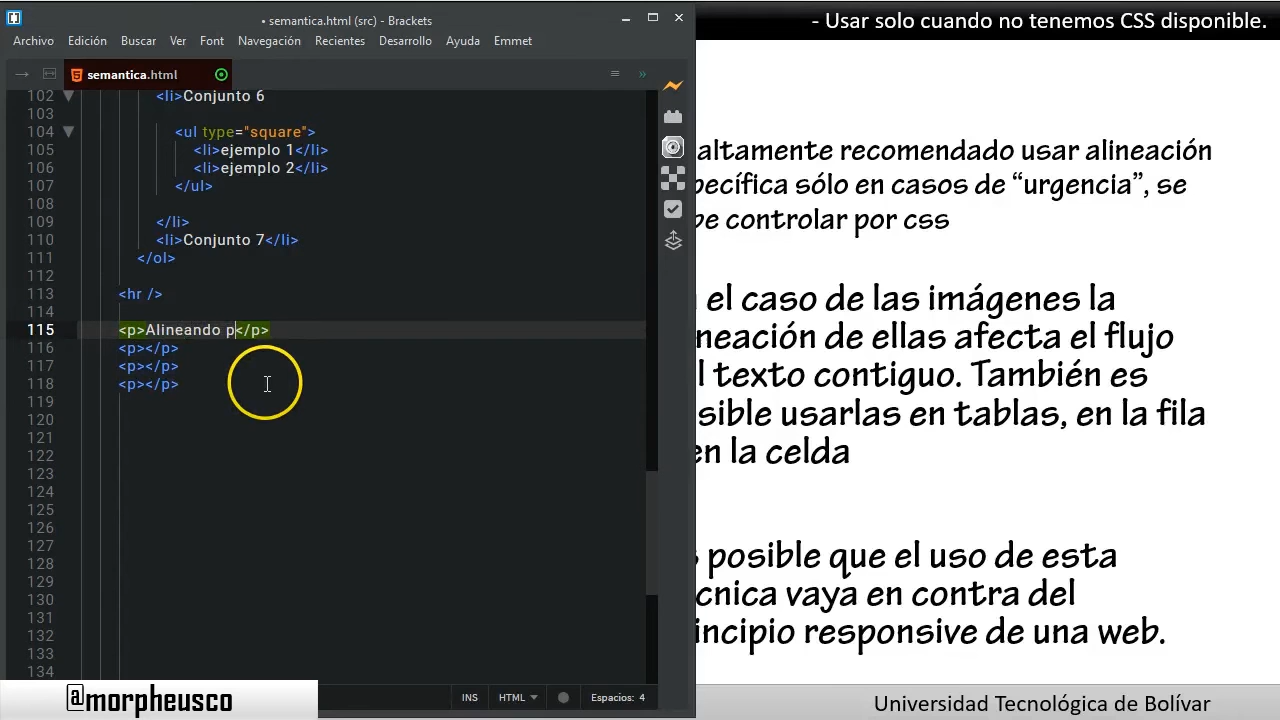 • semantica.html (src) - Brackets
Archivo Edición Buscar Ver Font Navegación Recientes Desarrollo Ayuda Emmet
semantica.html
102 <li>Conjunto 6
103
104 <ul type="square">
105 <li>ejemplo 1</li>
106 <li>ejemplo 2</li>
107 </ul>
108
109 </li>
110 <li>Conjunto 7</li>
111 </ol>
112
113 <hr />
114
115 <p>Alineando p</p>
116 <p></p>
117 <p></p>
118 <p></p>
119
120
121
122
123
124
125
126
127
128
129
130
131
132
133
134
INS HTML Espacios: 4
@morpheusco
- Usar solo cuando no tenemos CSS disponible.
altamente recomendado usar alineación
pecífica sólo en casos de “urgencia”, se
be controlar por css
el caso de las imágenes la
neación de ellas afecta el flujo
l texto contiguo. También es
sible usarlas en tablas, en la fila
en la celda
s posible que el uso de esta
cnica vaya en contra del
incipio responsive de una web.
Universidad Tecnológica de Bolívar